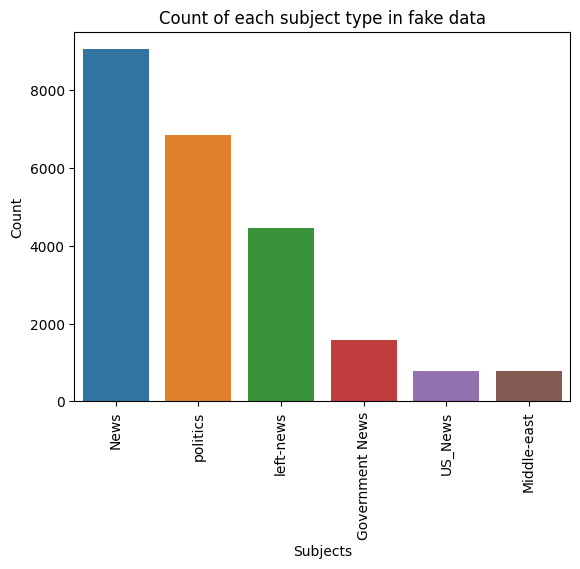 Count of each subject type in fake data
Count
8000
6000
4000
2000
0
News
politics
left-news
Government News
US_News
Middle-east
Subjects